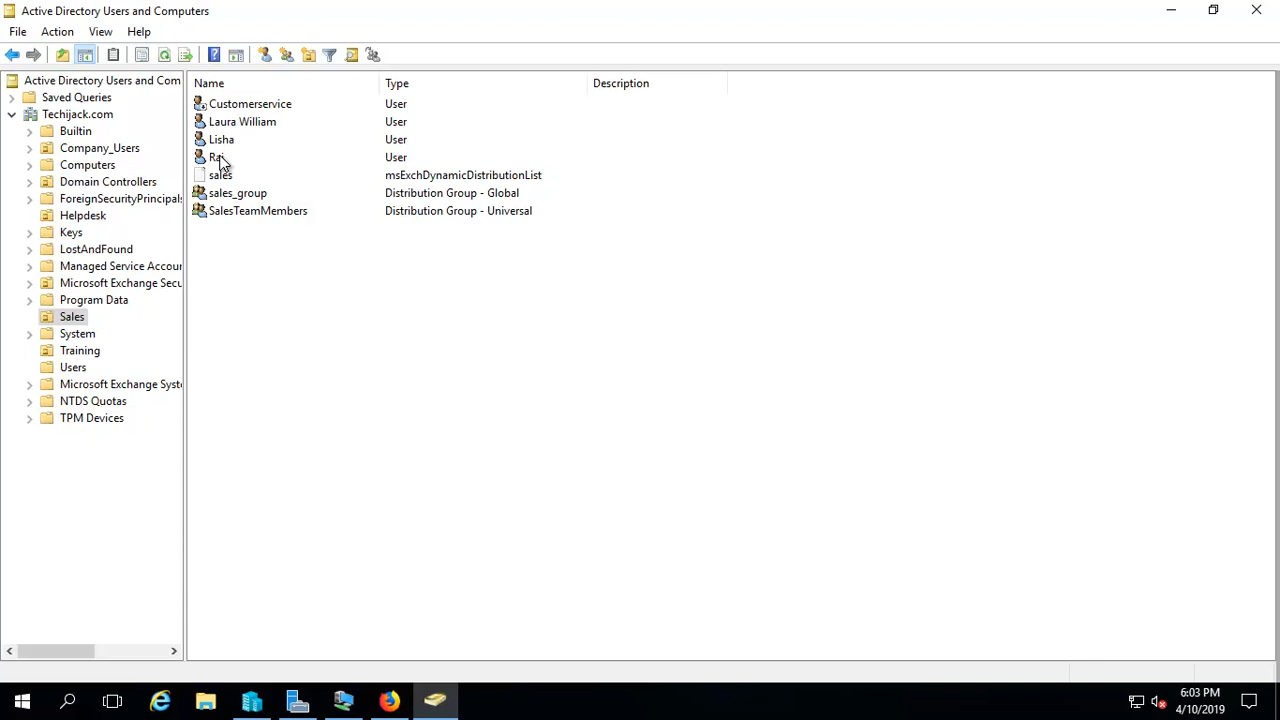 Active Directory Users and Computers
File Action View Help
Active Directory Users and Com
Saved Queries
Techijack.com
Builtin
Company_Users
Computers
Domain Controllers
ForeignSecurityPrincipals
Helpdesk
Keys
LostAndFound
Managed Service Accour
Microsoft Exchange Secu
Program Data
Sales
System
Training
Users
Microsoft Exchange Syst
NTDS Quotas
TPM Devices
Name Type Description
Customerservice User
Laura William User
Lisha User
User
sales msExchDynamicDistributionList
sales_group Distribution Group - Global
SalesTeamMembers Distribution Group - Universal
6:03 PM
4/10/2019